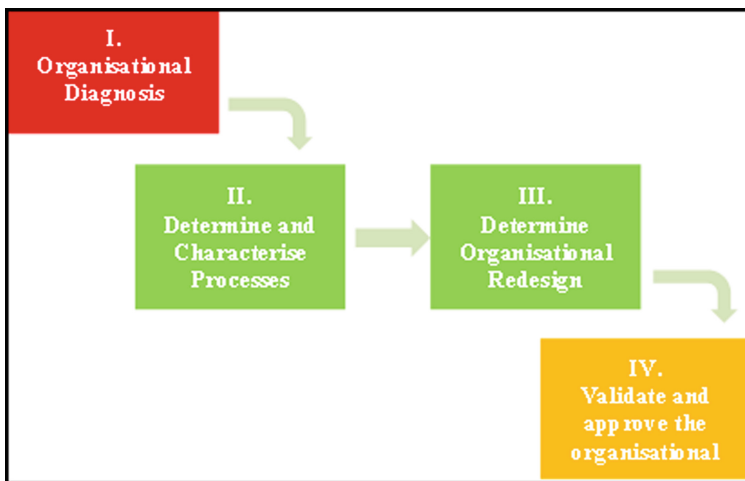 I.
Organisational
Diagnosis
II.
Determine and
Characterise
Processes
III.
Determine
Organisational
Redesign
IV.
Validate and
approve the
organisational